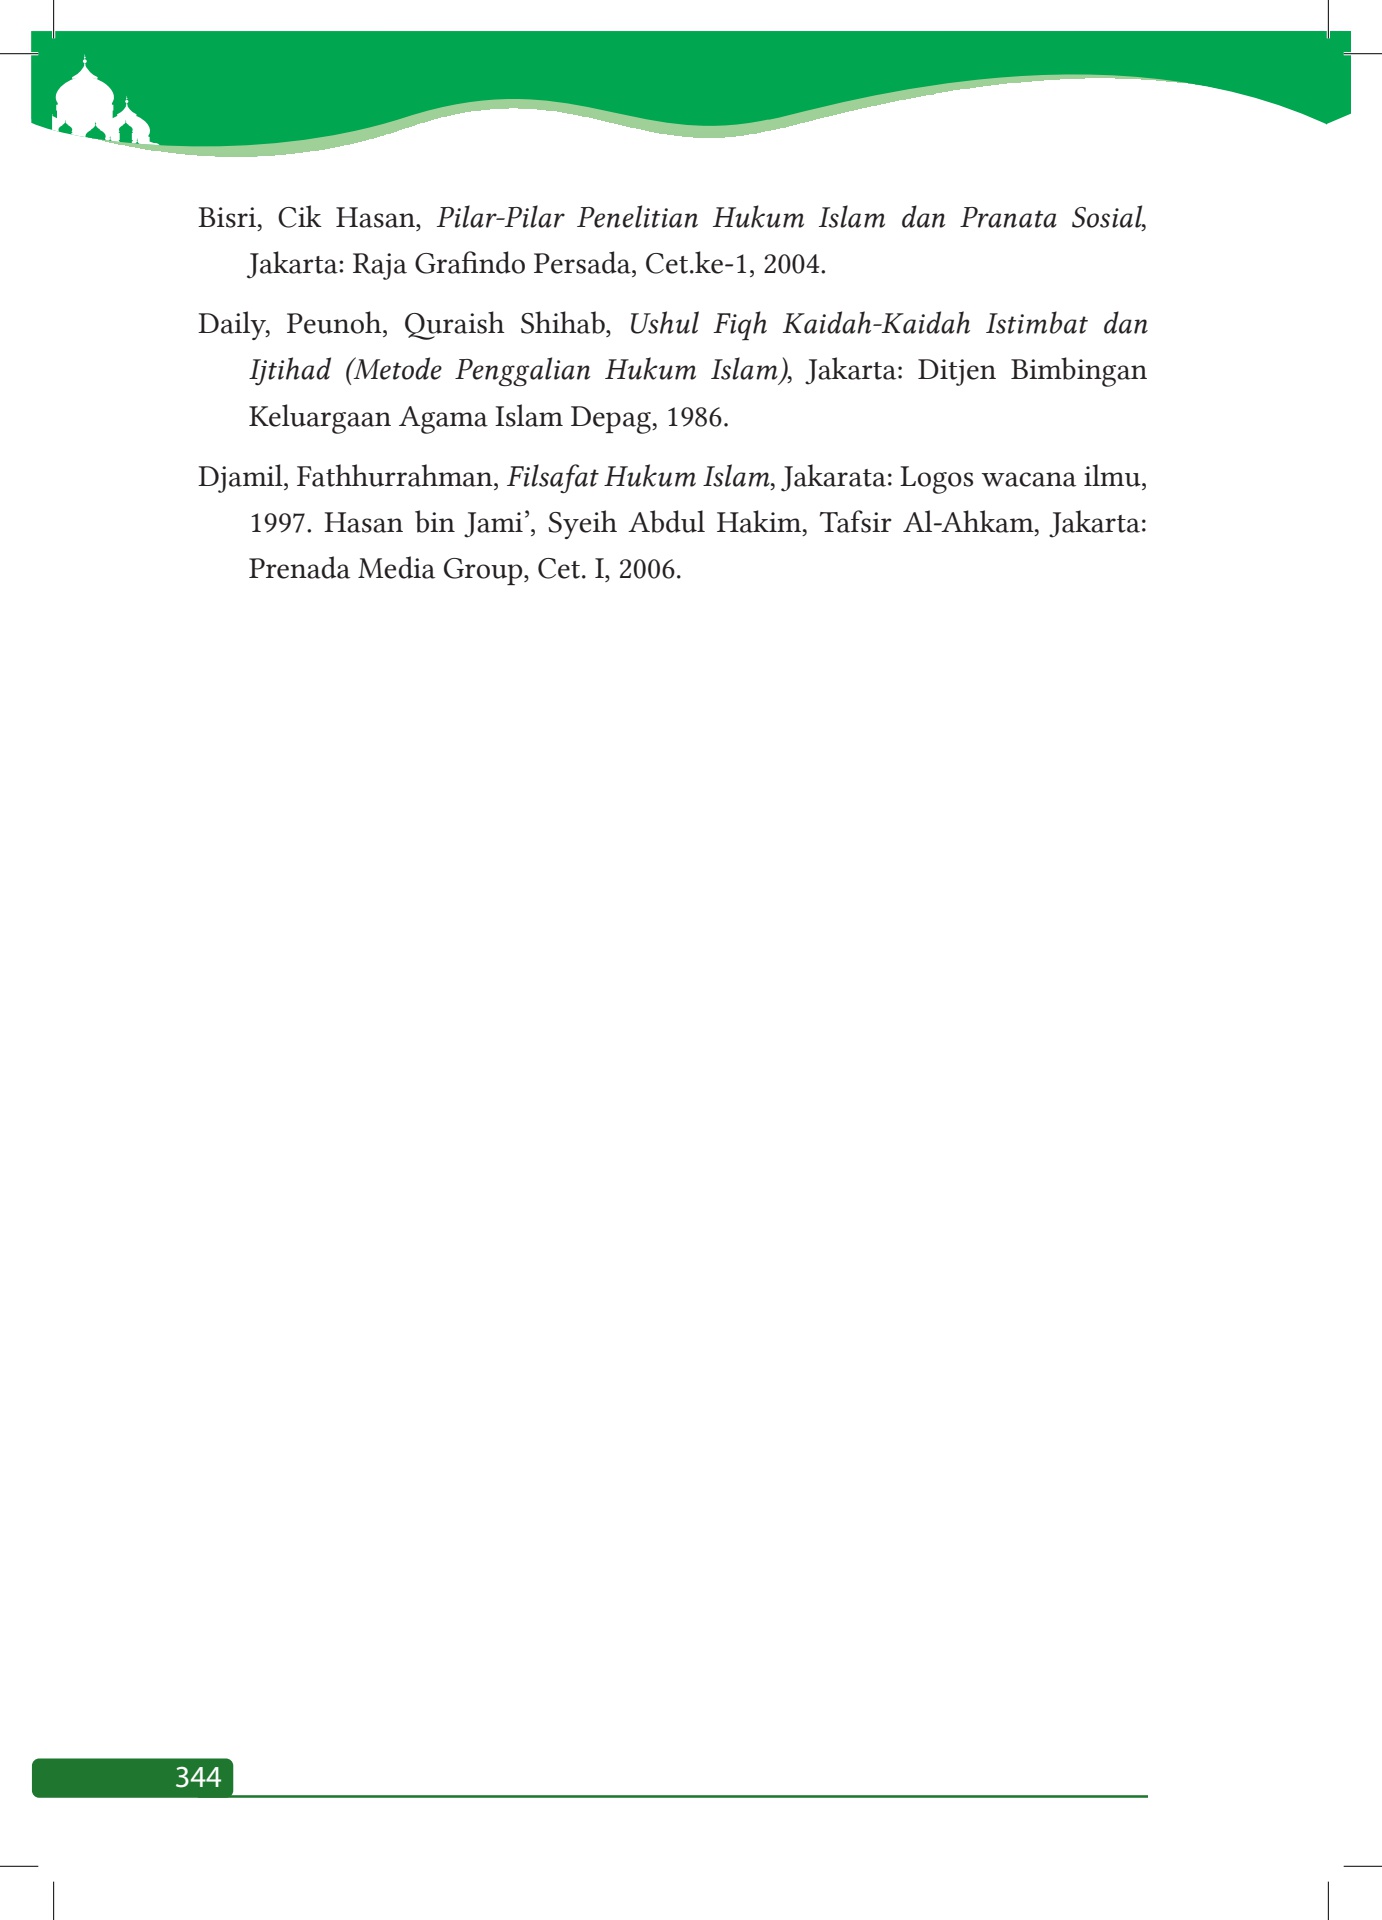 Bisri, Cik Hasan, Pilar-Pilar Penelitian Hukum Islam dan Pranata Sosial,
Jakarta: Raja Grafindo Persada, Cet.ke-1, 2004.
Daily, Peunoh, Quraish Shihab, Ushul Fiqh Kaidah-Kaidah Istimbat dan
Ijtihad (Metode Penggalian Hukum Islam), Jakarta: Ditjen Bimbingan
Keluargaan Agama Islam Depag, 1986.
Djamil, Fathhurrahman, Filsafat Hukum Islam, Jakarata: Logos wacana ilmu,
1997. Hasan bin Jami’, Syeih Abdul Hakim, Tafsir Al-Ahkam, Jakarta:
Prenada Media Group, Cet. I, 2006.
344